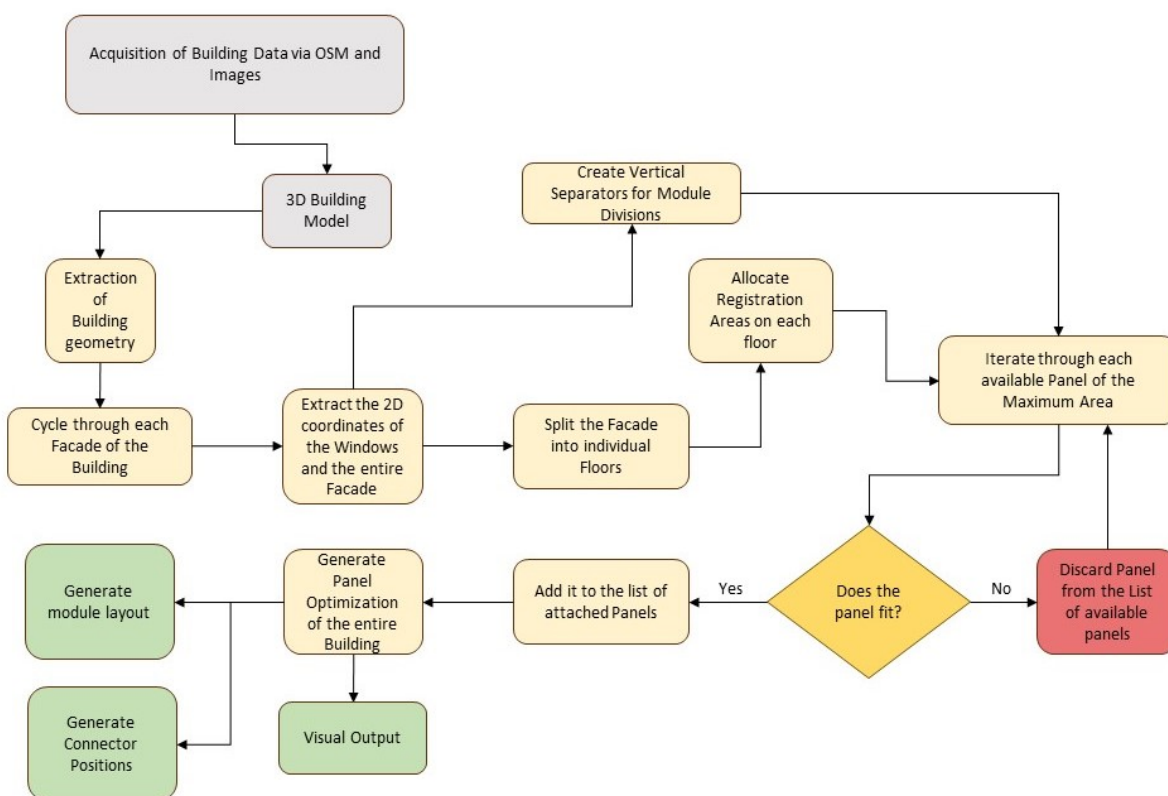 Acquisition of Building Data via OSM and
Images
3D Building
Model
Extraction
of
Building
geometry
Cycle through each
Facade of the
Building
Extract the 2D
coordinates of
the Windows
and the entire
Facade
Create Vertical
Separators for Module
Divisions
Split the Facade
into individual
Floors
Allocate
Registration
Areas on each
floor
Iterate through each
available Panel of the
Maximum Area
Does the
panel fit?
No
Discard Panel
from the List
of available
panels
Yes
Add it to the list of
attached Panels
Generate
Panel
Optimization
of the entire
Building
Generate
module layout
Generate
Connector
Positions
Visual Output